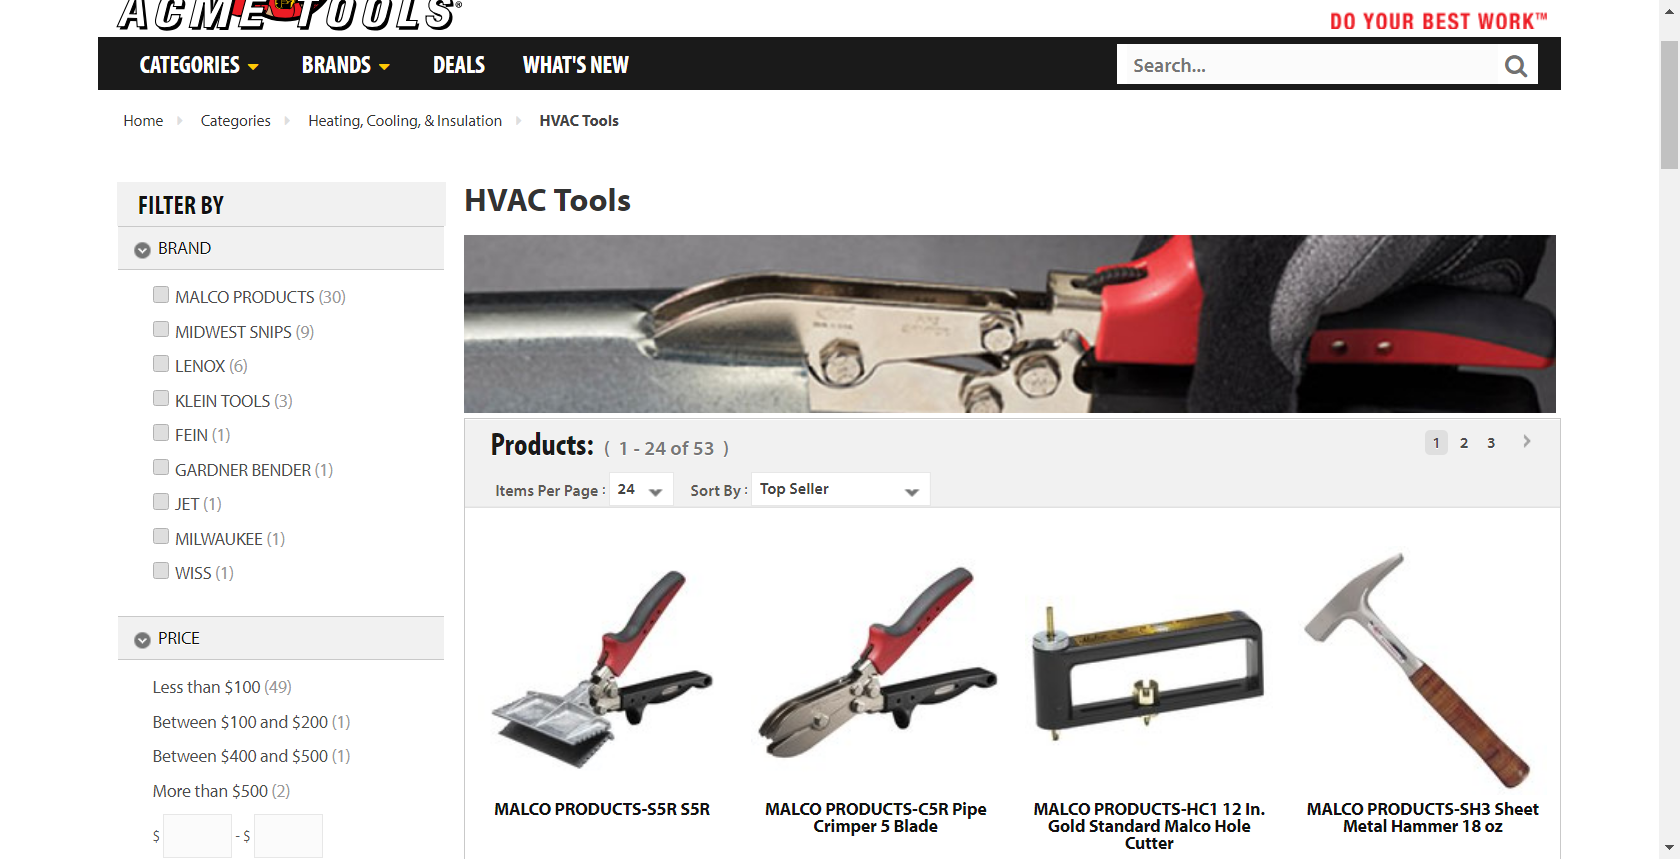 ACME TOOLS®
DO YOUR BEST WORK™
CATEGORIES
BRANDS
DEALS
WHAT'S NEW
Search...
Home
Categories
Heating, Cooling, & Insulation
HVAC Tools
FILTER BY
BRAND
MALCO PRODUCTS (30)
MIDWEST SNIPS (9)
LENOX (6)
KLEIN TOOLS (3)
FEIN (1)
GARDNER BENDER (1)
JET (1)
MILWAUKEE (1)
WISS (1)
PRICE
Less than $100 (49)
Between $100 and $200 (1)
Between $400 and $500 (1)
More than $500 (2)
$ - $
HVAC Tools
Products: ( 1 - 24 of 53 )
1 2 3
Items Per Page : 24
Sort By : Top Seller
MALCO PRODUCTS-S5R S5R
MALCO PRODUCTS-C5R Pipe
Crimper 5 Blade
MALCO PRODUCTS-HC1 12 In.
Gold Standard Malco Hole
Cutter
MALCO PRODUCTS-SH3 Sheet
Metal Hammer 18 oz